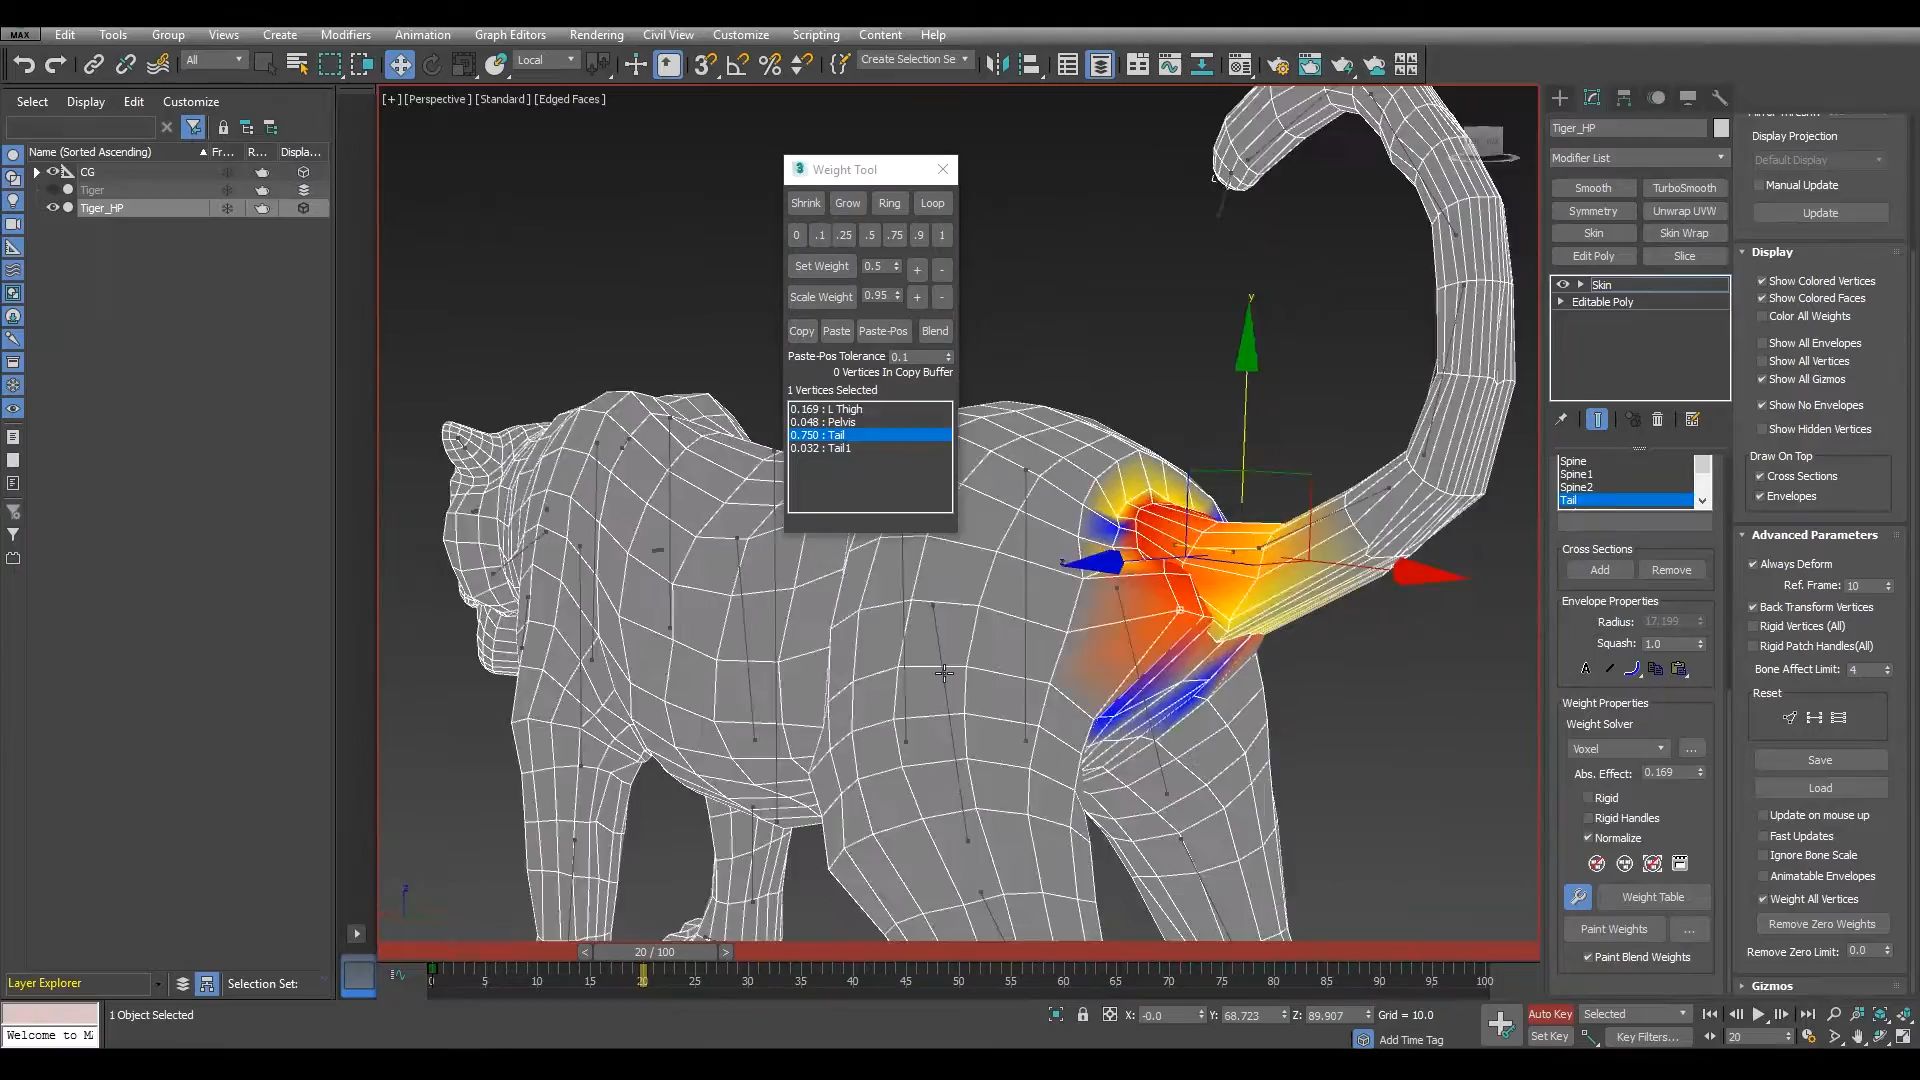 MAX Edit Tools Group Views Create Modifiers Animation Graph Editors Rendering Civil View Customize Scripting Content Help
All Local Create Selection Se
Select Display Edit Customize
Name (Sorted Ascending) Fr... R... Displa...
CG
Tiger
Tiger_HP
[+] [Perspective] [Standard] [Edged Faces]
3 Weight Tool
Shrink Grow Ring Loop
0 .1 .25 .5 .75 .9 1
Set Weight 0.5 + -
Scale Weight 0.95 + -
Copy Paste Paste-Pos Blend
Paste-Pos Tolerance 0.1
0 Vertices In Copy Buffer
1 Vertices Selected
0.169 : L Thigh
0.048 : Pelvis
0.750 : Tail
0.032 : Tail1
y
z
Tiger_HP
Modifier List
Smooth TurboSmooth
Symmetry Unwrap UVW
Skin Skin Wrap
Edit Poly Slice
Skin
Editable Poly
Spine
Spine1
Spine2
Tail
Cross Sections
Add Remove
Envelope Properties
Radius: 17.199
Squash: 1.0
Weight Properties
Weight Solver
Voxel ...
Abs. Effect: 0.169
Rigid
Rigid Handles
Normalize
Weight Table
Paint Weights ...
Paint Blend Weights
Display Projection
Default Display
Manual Update
Update
Display
Show Colored Vertices
Show Colored Faces
Color All Weights
Show All Envelopes
Show All Vertices
Show All Gizmos
Show No Envelopes
Show Hidden Vertices
Draw On Top
Cross Sections
Envelopes
Advanced Parameters
Always Deform
Ref. Frame: 10
Back Transform Vertices
Rigid Vertices (All)
Rigid Patch Handles(All)
Bone Affect Limit: 4
Reset
Save
Load
Update on mouse up
Fast Updates
Ignore Bone Scale
Animatable Envelopes
Weight All Vertices
Remove Zero Weights
Remove Zero Limit: 0.0
Gizmos
< 20 / 100 >
0 5 10 15 20 25 30 35 40 45 50 55 60 65 70 75 80 85 90 95 100
Layer Explorer Selection Set:
1 Object Selected
Welcome to M
X: -0.0 Y: 68.723 Z: 89.907 Grid = 10.0
Add Time Tag
Auto Key Selected
Set Key Key Filters... 20